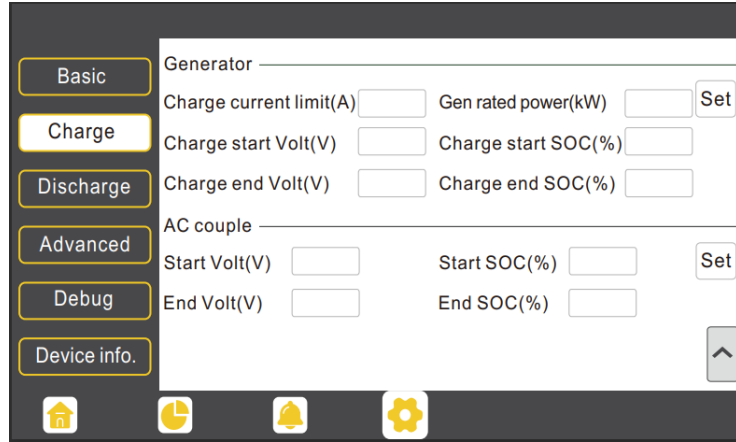 Basic
Charge
Discharge
Advanced
Debug
Device info.
Generator
Charge current limit(A) Gen rated power(kW) Set
Charge start Volt(V) Charge start SOC(%)
Charge end Volt(V) Charge end SOC(%)
AC couple
Start Volt(V) Start SOC(%) Set
End Volt(V) End SOC(%)